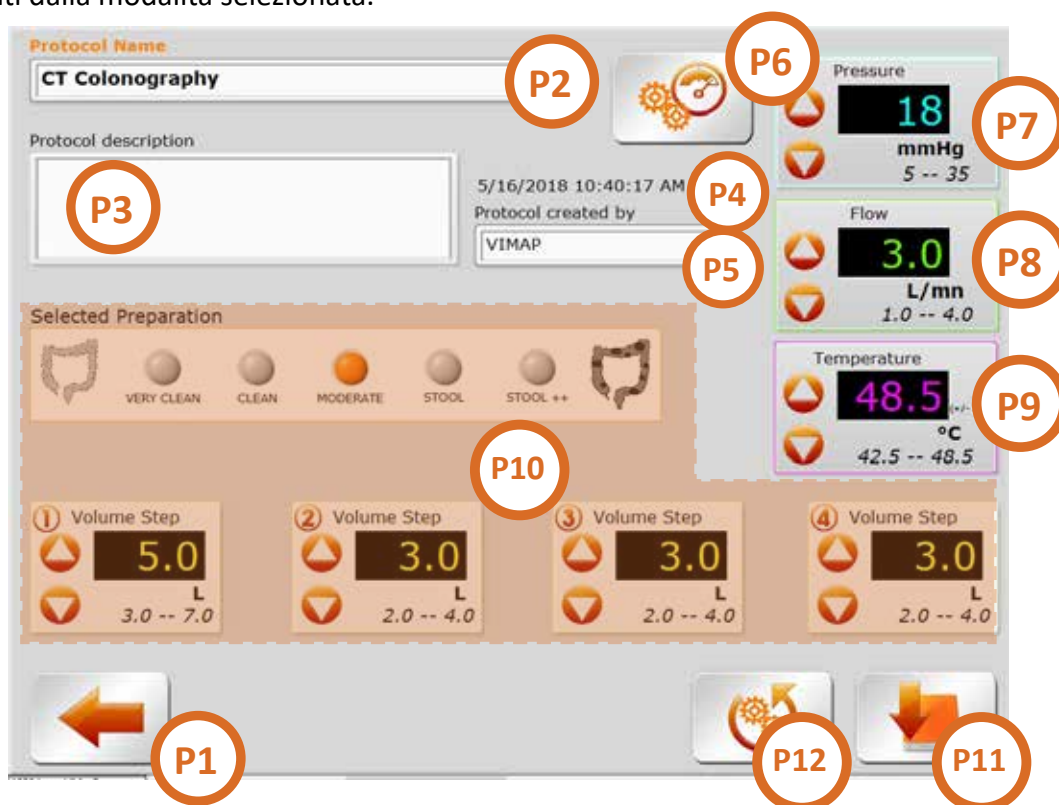 dalla modalità selezionata.
Protocol Name
CT Colonography
P2
P6
Pressure
18
mmHg
5 -- 35
P7
Protocol description
P3
5/16/2018 10:40:17 AM
P4
Protocol created by
VIMAP
P5
Flow
3.0
L/mn
1.0 -- 4.0
P8
Selected Preparation
VERY CLEAN
CLEAN
MODERATE
STOOL
STOOL ++
Temperature
48.5
(+/-
°C
42.5 -- 48.5
P9
P10
1 Volume Step
5.0
L
3.0 -- 7.0
2 Volume Step
3.0
L
2.0 -- 4.0
3 Volume Step
3.0
L
2.0 -- 4.0
4 Volume Step
3.0
L
2.0 -- 4.0
P1
P12
P11